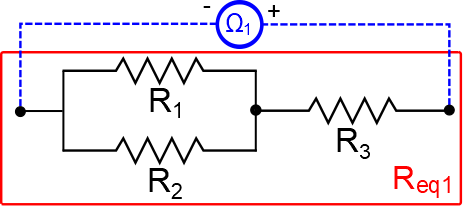 - Ω1 +
R1
R3
R2
Req1